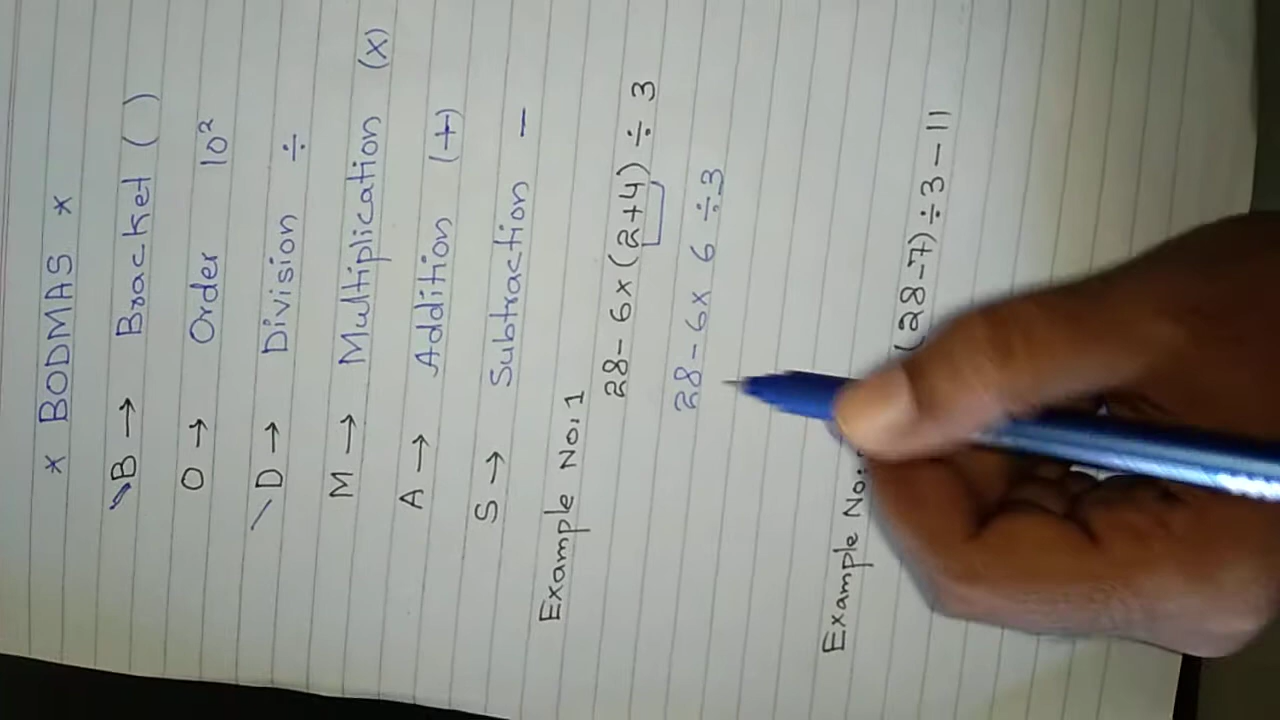 * BODMAS *
B → Bracket ( )
O → Order 10²
D → Division ÷
M → Multiplication (x)
A → Addition (+)
S → Subtraction −
Example No: 1
28 − 6 x (2+4) ÷ 3
28 − 6 x 6 ÷ 3
Example No:
(28 − 7) ÷ 3 − 11